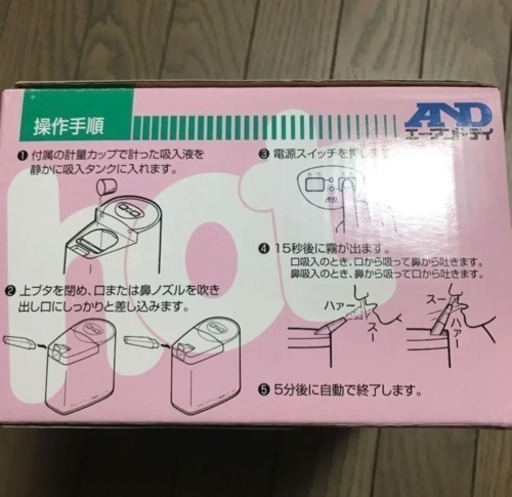 操作手順
AND
エー・アンド・デイ
❶ 付属の計量カップで計った吸入液を
静かに吸入タンクに入れます。
❷ 上ブタを閉め、口または鼻ノズルを吹き
出し口にしっかりと差し込みます。
❸ 電源スイッチを押します
❹ 15秒後に霧が出ます。
口吸入のとき、口から吸って鼻から吐きます。
鼻吸入のとき、鼻から吸って口から吐きます。
ハァー
スー
スー
ハァー
❺ 5分後に自動で終了します。
hot